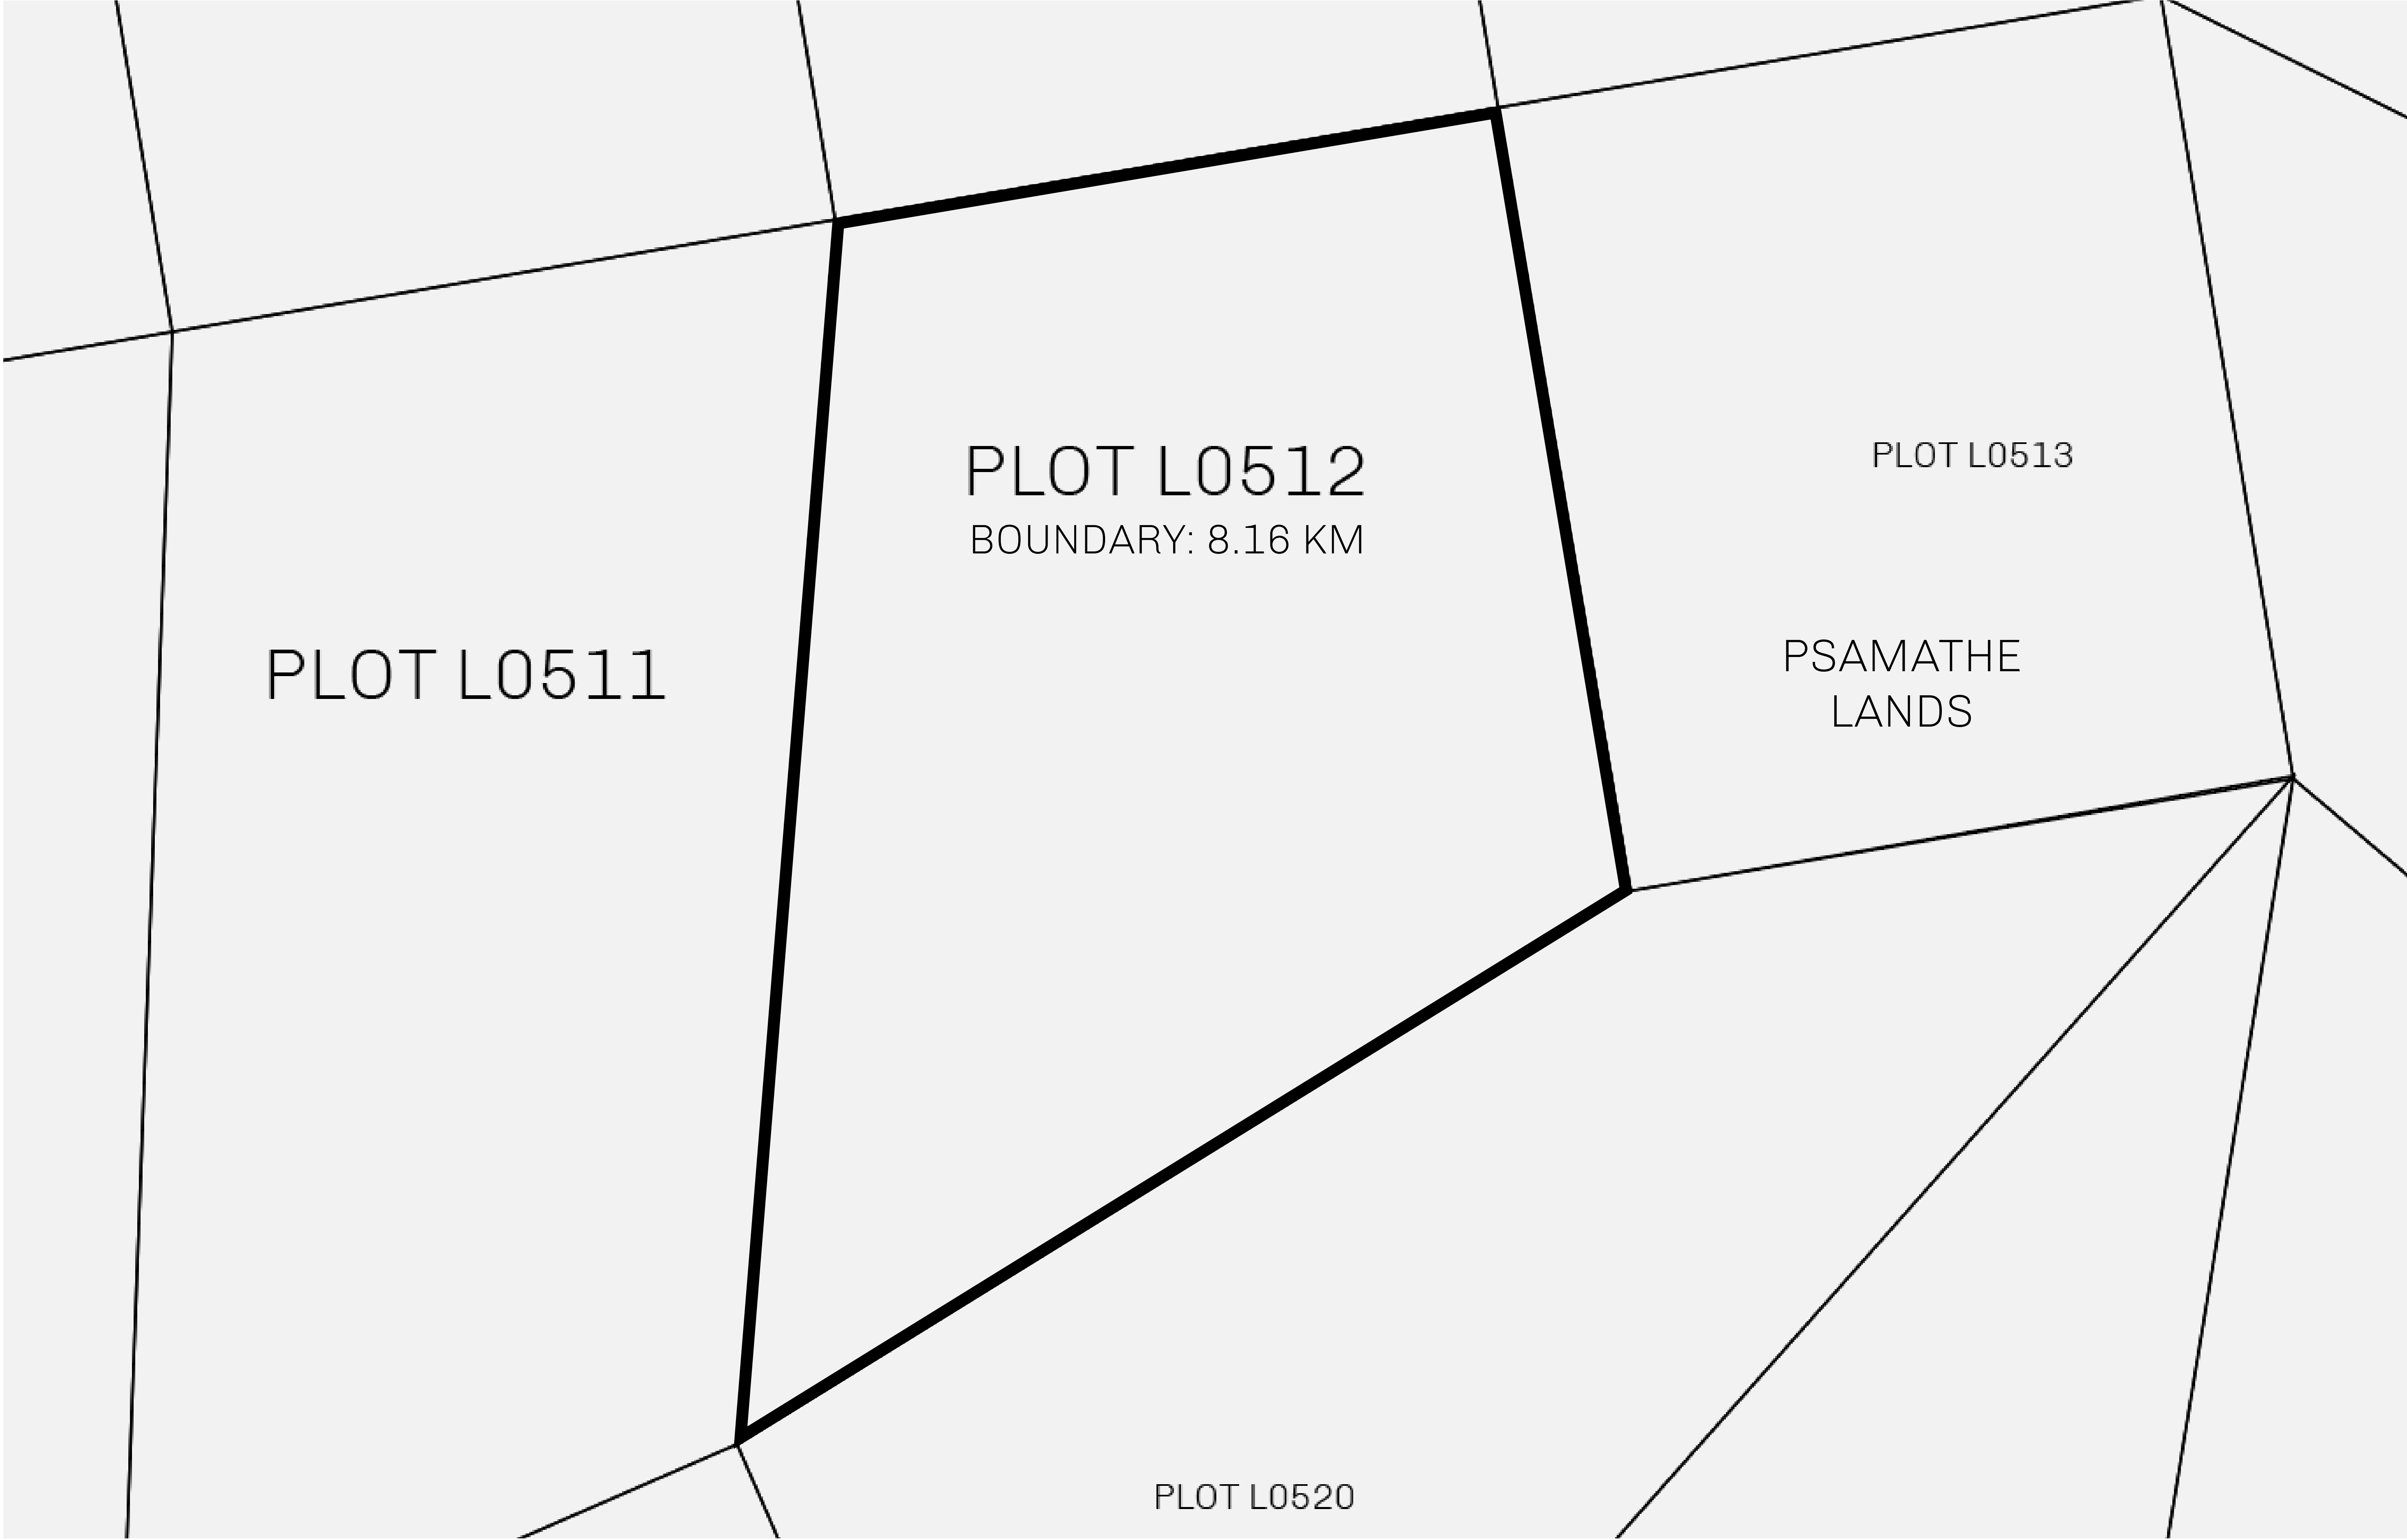 PLOT L0512
BOUNDARY: 8.16 KM
PLOT L0513
PLOT L0511
PSAMATHE
LANDS
PLOT L0520